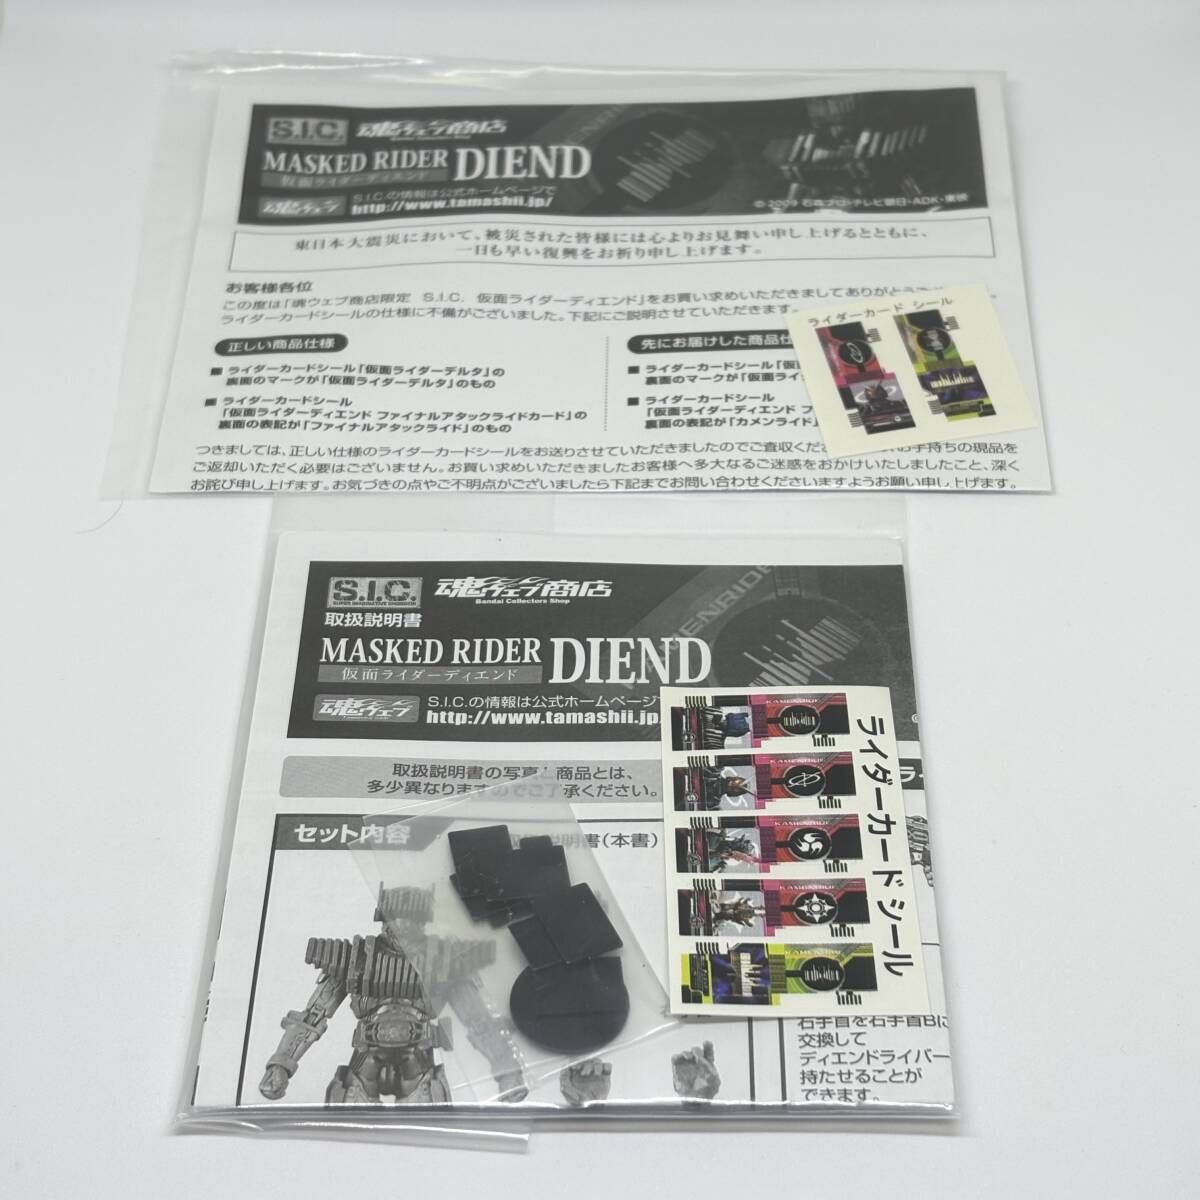 S.I.C. 魂ウェブ商店
Bandai Collectors Shop
MASKED RIDER DIEND
仮面ライダーディエンド
魂ウェブ S.I.C.の情報は公式ホームページで
http://www.tamashii.jp/
© 2009 石森プロ・テレビ朝日・ADK・東映
東日本大震災において、被災された皆様には心よりお見舞い申し上げるとともに、
一日も早い復興をお祈り申し上げます。
お客様各位
この度は「魂ウェブ商店限定 S.I.C. 仮面ライダーディエンド」をお買い求めいただきましてありがとう
ライダーカードシールの仕様に不備がございました。下記にご説明させていただきます。
正しい商品仕様
■ ライダーカードシール「仮面ライダーデルタ」の
裏面のマークが「仮面ライダーデルタ」のもの
■ ライダーカードシール
「仮面ライダーディエンド ファイナルアタックライドカード」の
裏面の表記が「ファイナルアタックライド」のもの
先にお届けした商品仕
■ ライダーカードシール「仮面
裏面のマークが「仮面ライ
■ ライダーカードシール
「仮面ライダーディエンド フ
裏面の表記が「カメンライド」
ライダーカード シール
つきましては、正しい仕様のライダーカードシールをお送りさせていただきましたのでご査収くだ お手持ちの現品を
ご返却いただく必要はございません。お買い求めいただきましたお客様へ多大なるご迷惑をおかけいたしましたこと、深く
お詫び申し上げます。お気づきの点やご不明点がございましたら下記までお問い合わせくださいますようお願い申し上げます。
S.I.C. 魂ウェブ商店
SUPER IMAGINATIVE CHOGOKIN
Bandai Collectors Shop
取扱説明書
MASKED RIDER DIEND
仮面ライダーディエンド
KAMENRIDE
魂ウェブ S.I.C.の情報は公式ホームページで
http://www.tamashii.jp/
取扱説明書の写真と商品とは、
多少異なりますのでご了承ください。
セット内容
取扱説明書(本書)
ライダーカードシール
KAMENRIDE
KAMENRIDE
KAMENRIDE
KAMENRIDE
KAMENRIDE
右手首を右手首Bに
交換して
ディエンドライバー
持たせることが
できます。